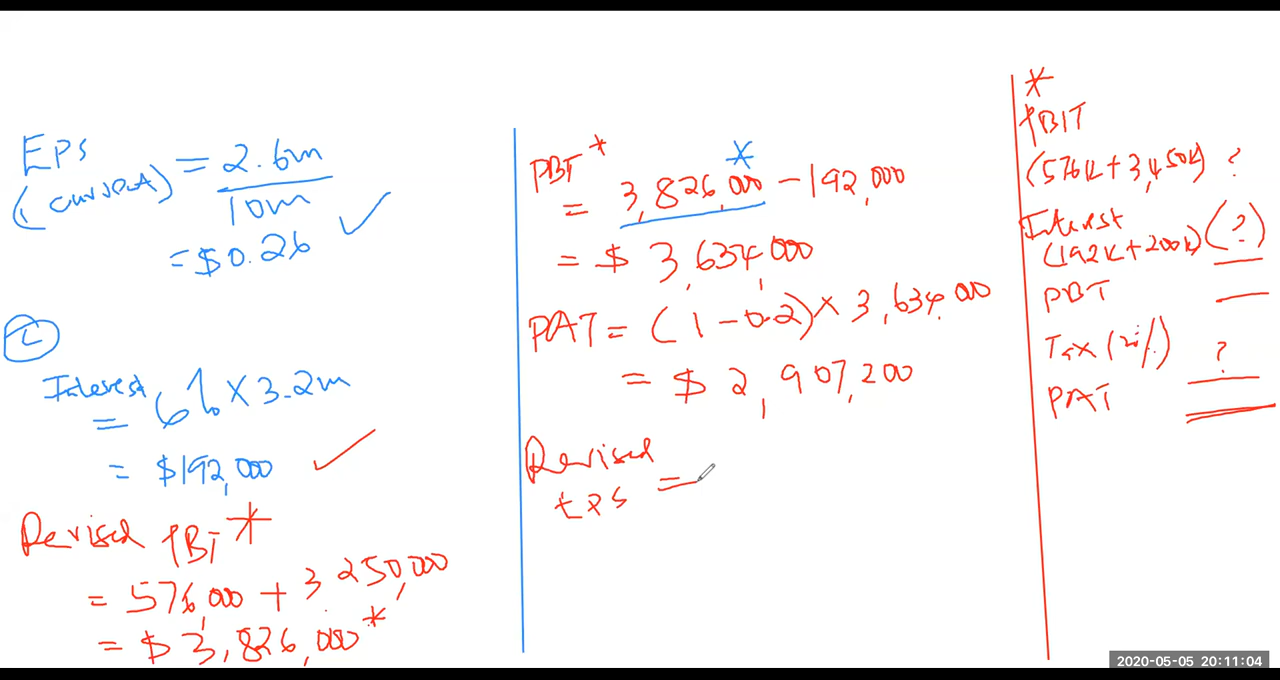 EPS
(current) = 2.6m
10m
= $0.26 ✓
c
Interest
= 6% × 3.2m
= $192,000 ✓
Revised PBT *
= 576,000 + 3,250,000
= $3,826,000*
PBT *
*
= 3,826,000 - 192,000
= $ 3,634,000
PAT = (1 - 0.2) × 3,634,000
= $ 2,907,200
Revised
EPS =
*
PBIT
(576k + 3,450k) ?
Interest
(192k + 200k) (?)
PBT
Tax (20%) ?
PAT
2020-05-05 20:11:04